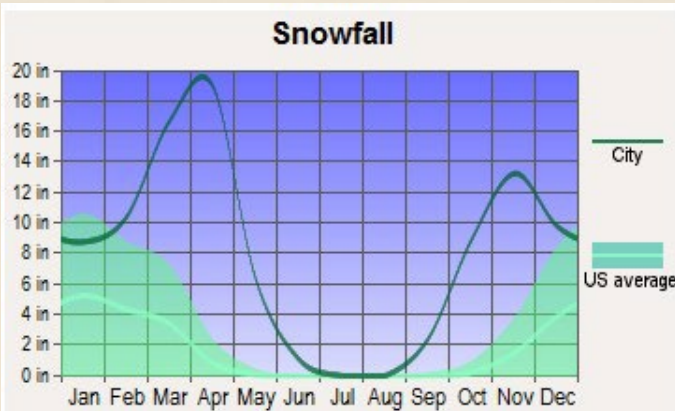 Snowfall
20 in
18 in
16 in
14 in
12 in
10 in
8 in
6 in
4 in
2 in
0 in
Jan Feb Mar Apr May Jun Jul Aug Sep Oct Nov Dec
City
US average